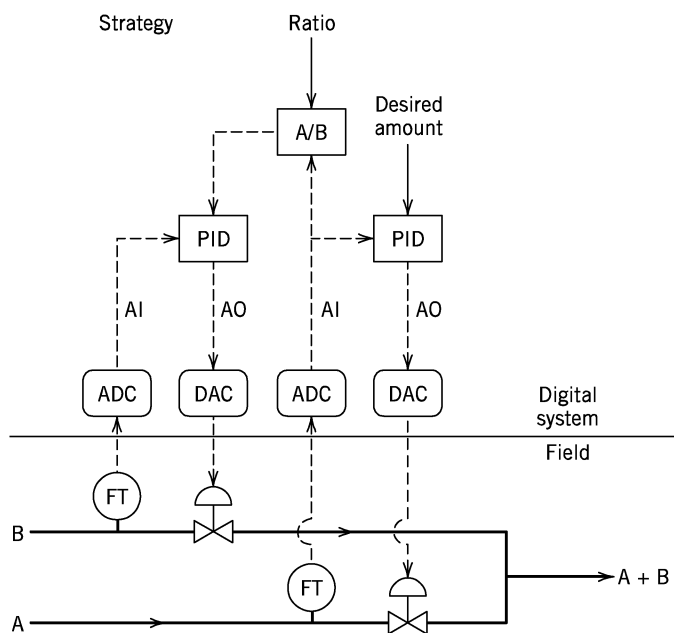 Strategy
Ratio
Desired
amount
A/B
PID
PID
AI
AO
AI
AO
ADC
DAC
ADC
DAC
Digital
system
Field
FT
B
FT
A + B
A